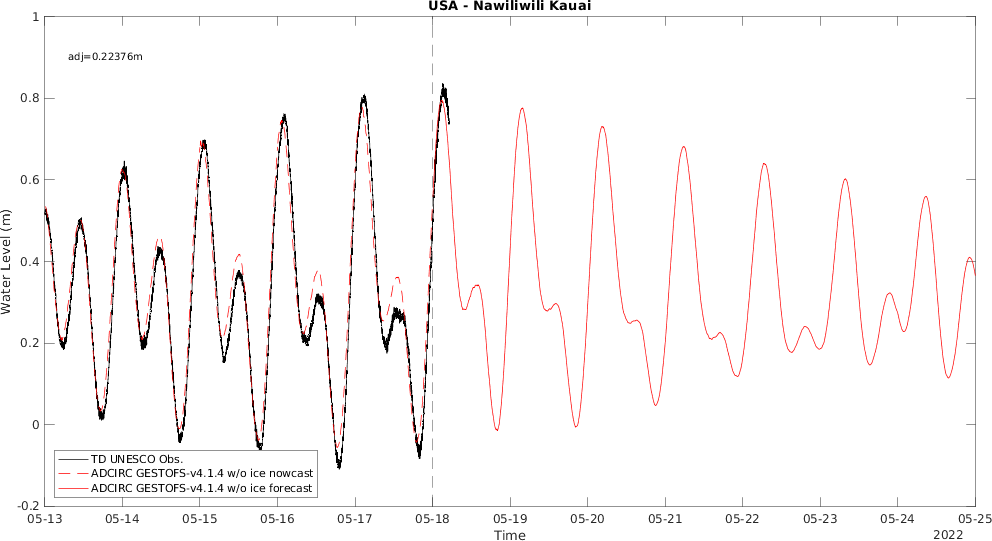 USA - Nawiliwili Kauai
1
adj=0.22376m
0.8
0.6
Water Level (m)
0.4
0.2
0
TD UNESCO Obs.
ADCIRC GESTOFS-v4.1.4 w/o ice nowcast
ADCIRC GESTOFS-v4.1.4 w/o ice forecast
-0.2
05-13 05-14 05-15 05-16 05-17 05-18 05-19 05-20 05-21 05-22 05-23 05-24 05-25
Time 2022